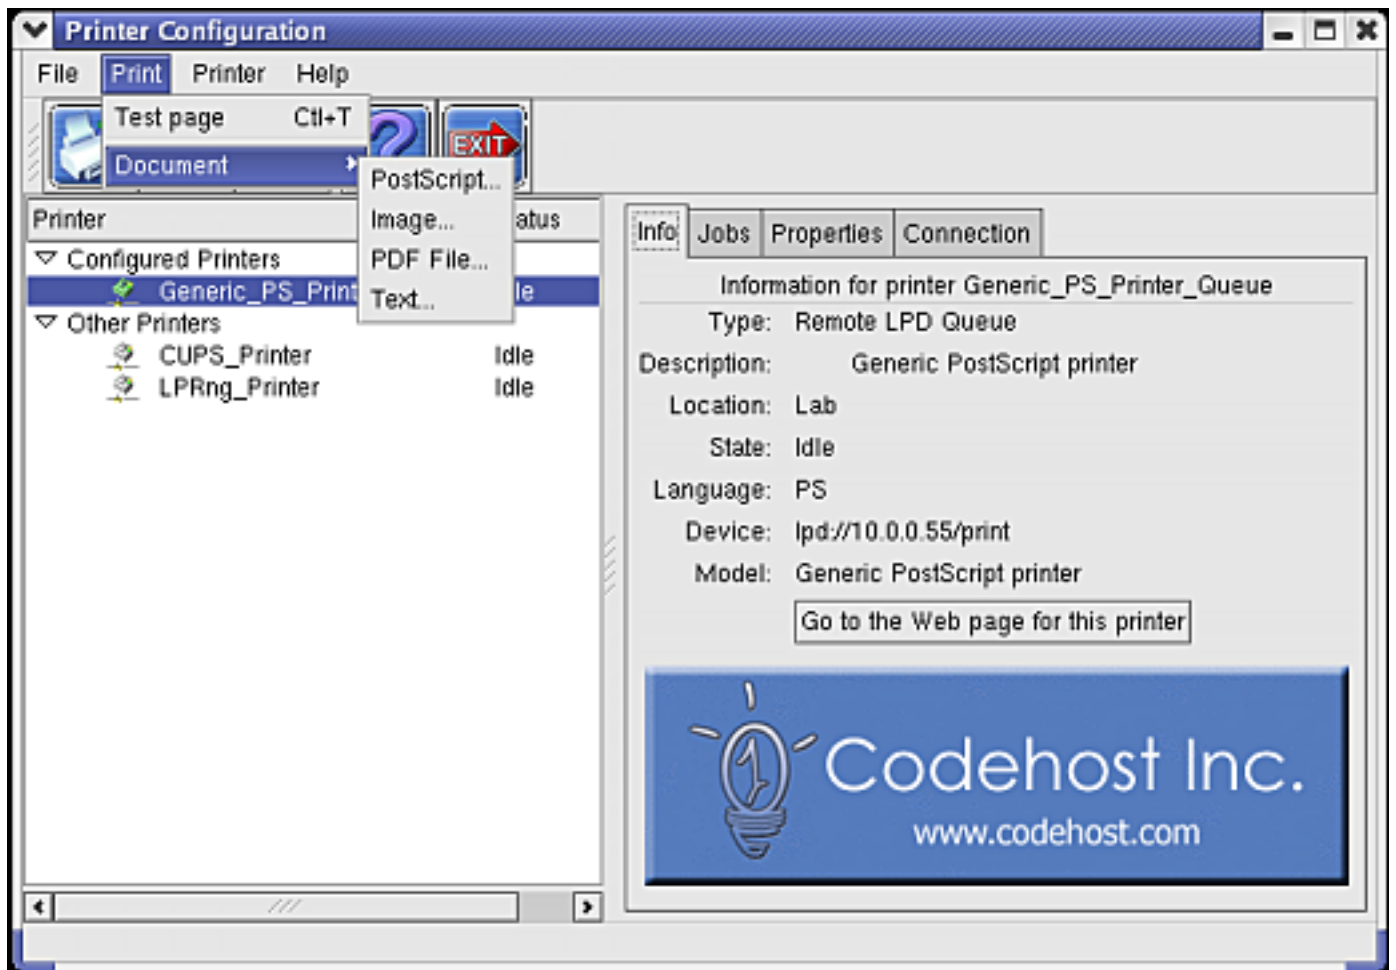 Printer Configuration
File Print Printer Help
Test page Ctl+T
EXIT
Document
PostScript...
Image...
PDF File...
Text...
Printer atus
Configured Printers
Generic_PS_Print le
Other Printers
CUPS_Printer Idle
LPRng_Printer Idle
Info Jobs Properties Connection
Information for printer Generic_PS_Printer_Queue
Type: Remote LPD Queue
Description: Generic PostScript printer
Location: Lab
State: Idle
Language: PS
Device: lpd://10.0.0.55/print
Model: Generic PostScript printer
Go to the Web page for this printer
Codehost Inc.
www.codehost.com